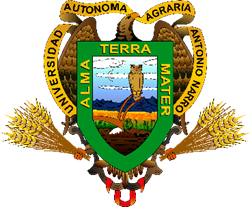 UNIVERSIDAD AUTONOMA AGRARIA ANTONIO NARRO
ALMA TERRA MATER